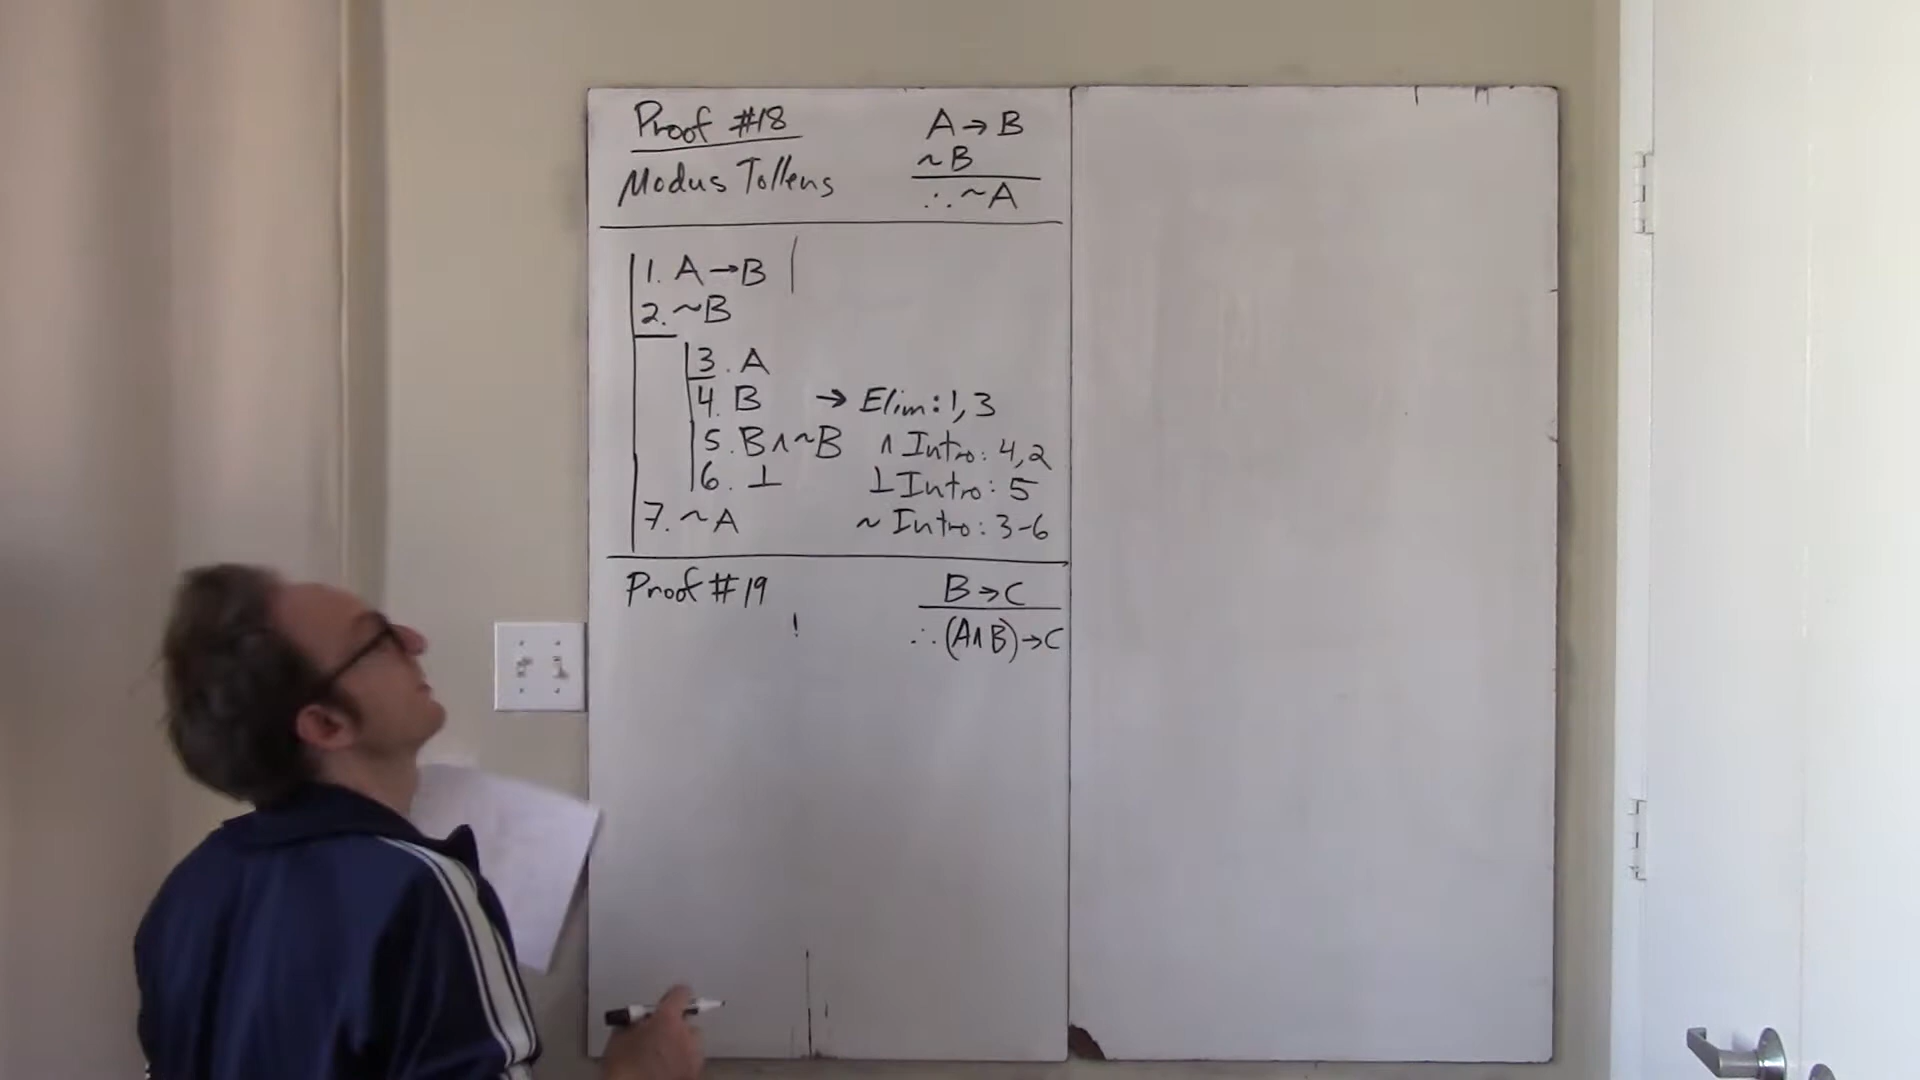 Proof #18
Modus Tollens
A → B
~B
∴ ~A
1. A → B
2. ~B
3. A
4. B → Elim: 1, 3
5. B ∧ ~B ∧ Intro: 4, 2
6. ⊥ ⊥ Intro: 5
7. ~A ~ Intro: 3-6
Proof #19
B → C
∴ (A ∧ B) → C